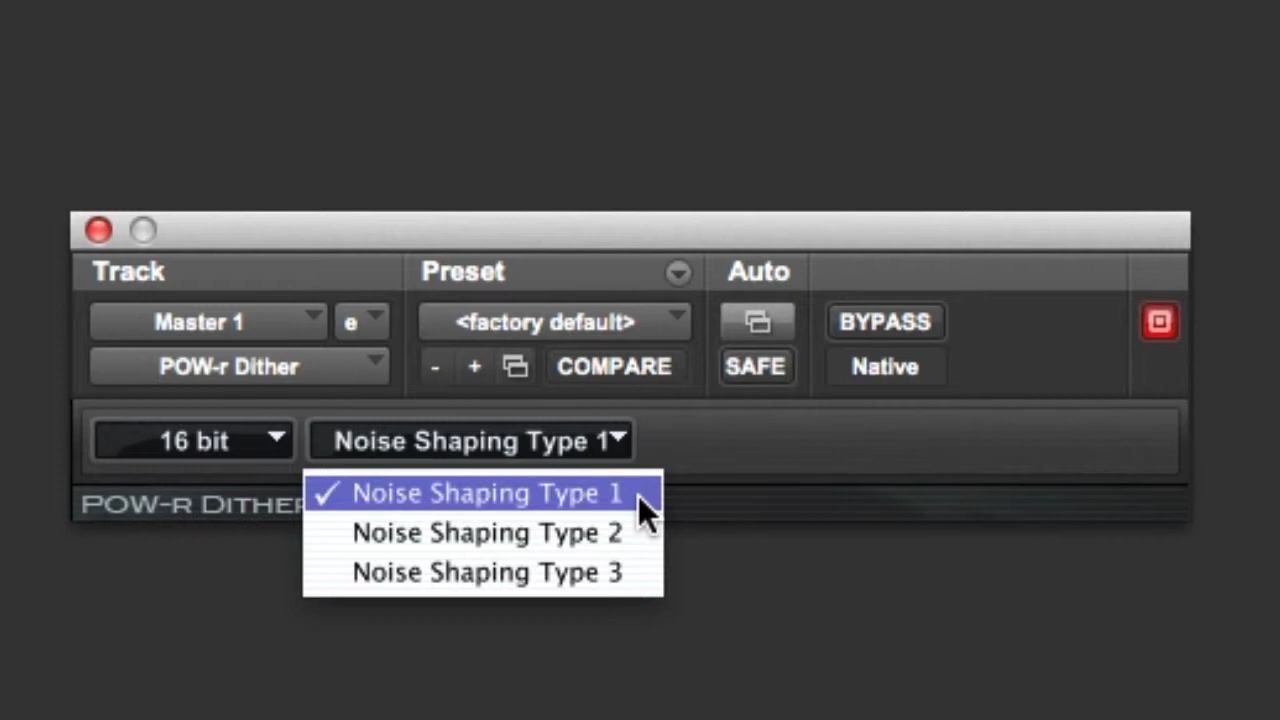 Track Preset Auto
Master 1 e <factory default> BYPASS
POW-r Dither - + COMPARE SAFE Native
16 bit Noise Shaping Type 1
✓ Noise Shaping Type 1
POW-R DITHER
Noise Shaping Type 2
Noise Shaping Type 3